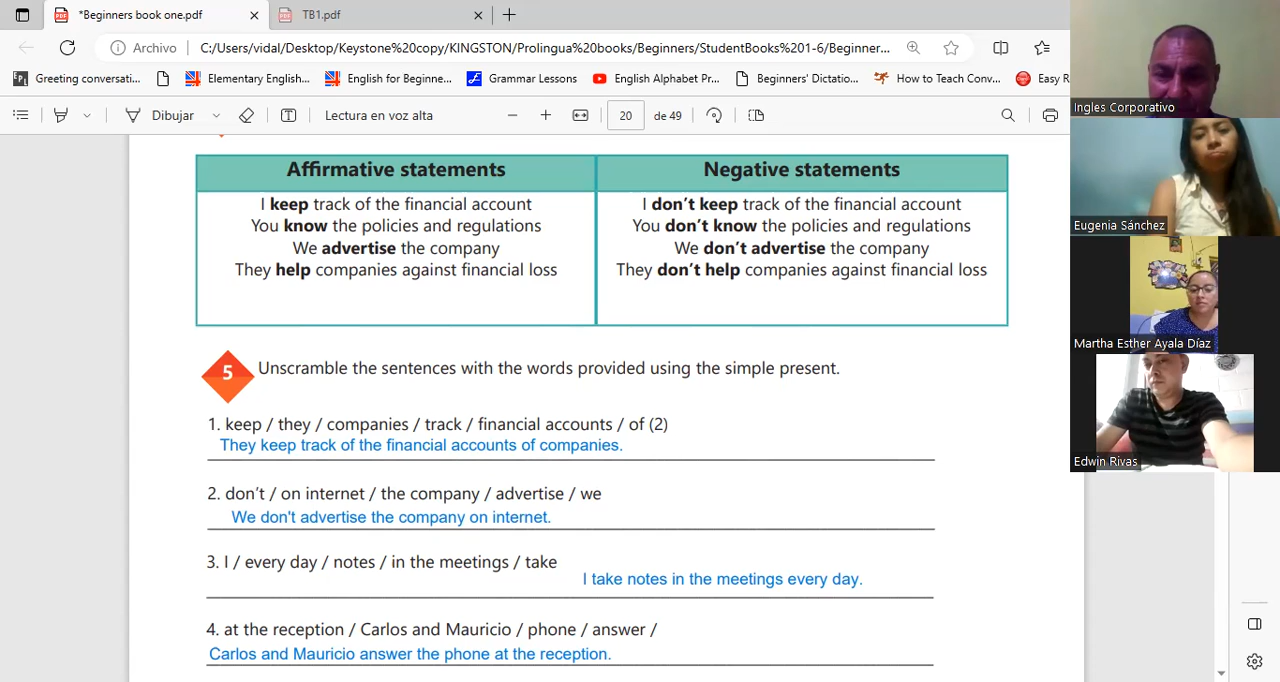 *Beginners book one.pdf
TB1.pdf
Archivo
C:/Users/vidal/Desktop/Keystone%20copy/KINGSTON/Prolingua%20books/Beginners/StudentBooks%201-6/Beginner...
Greeting conversati...
Elementary English...
English for Beginne...
Grammar Lessons
English Alphabet Pr...
Beginners' Dictatio...
How to Teach Conv...
Easy R
Dibujar
Lectura en voz alta
20
de 49
Affirmative statements
I keep track of the financial account
You know the policies and regulations
We advertise the company
They help companies against financial loss
Negative statements
I don't keep track of the financial account
You don't know the policies and regulations
We don't advertise the company
They don't help companies against financial loss
5
Unscramble the sentences with the words provided using the simple present.
1. keep / they / companies / track / financial accounts / of (2)
They keep track of the financial accounts of companies.
2. don't / on internet / the company / advertise / we
We don't advertise the company on internet.
3. I / every day / notes / in the meetings / take
I take notes in the meetings every day.
4. at the reception / Carlos and Mauricio / phone / answer /
Carlos and Mauricio answer the phone at the reception.
Ingles Corporativo
Eugenia Sánchez
Martha Esther Ayala Díaz
Edwin Rivas